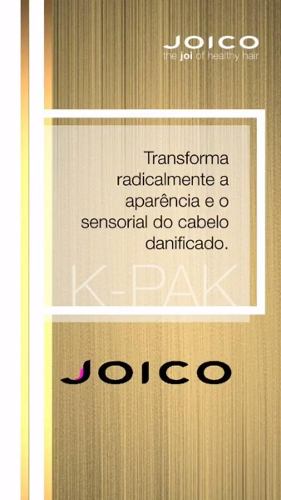 JOICO
the joi of healthy hair
Transforma
radicalmente a
aparência e o
sensorial do cabelo
danificado.
K-PAK
JOICO